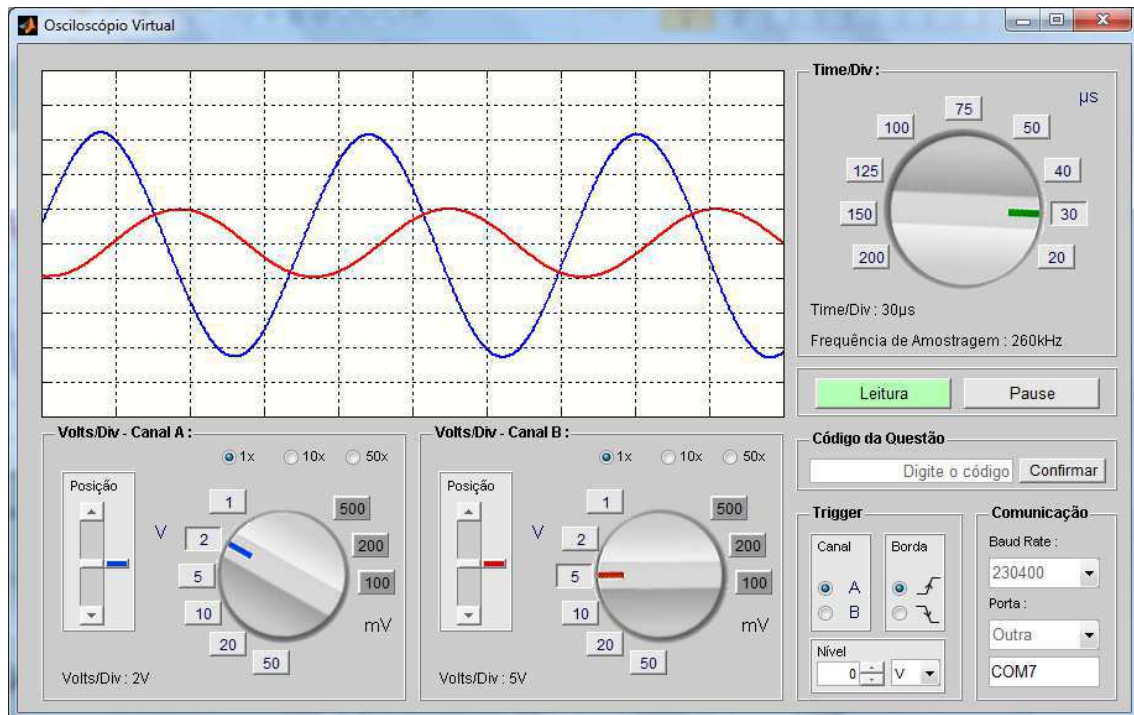 Osciloscópio Virtual
Time/Div :
µs
75
100
50
125
40
150
30
200
20
Time/Div : 30µs
Frequência de Amostragem : 260kHz
Leitura
Pause
Volts/Div - Canal A :
1x
10x
50x
Posição
V
1
2
5
10
20
50
500
200
100
mV
Volts/Div : 2V
Volts/Div - Canal B :
1x
10x
50x
Posição
V
1
2
5
10
20
50
500
200
100
mV
Volts/Div : 5V
Código da Questão
Digite o código
Confirmar
Trigger
Canal
A
B
Borda
Nível
0
V
Comunicação
Baud Rate :
230400
Porta :
Outra
COM7